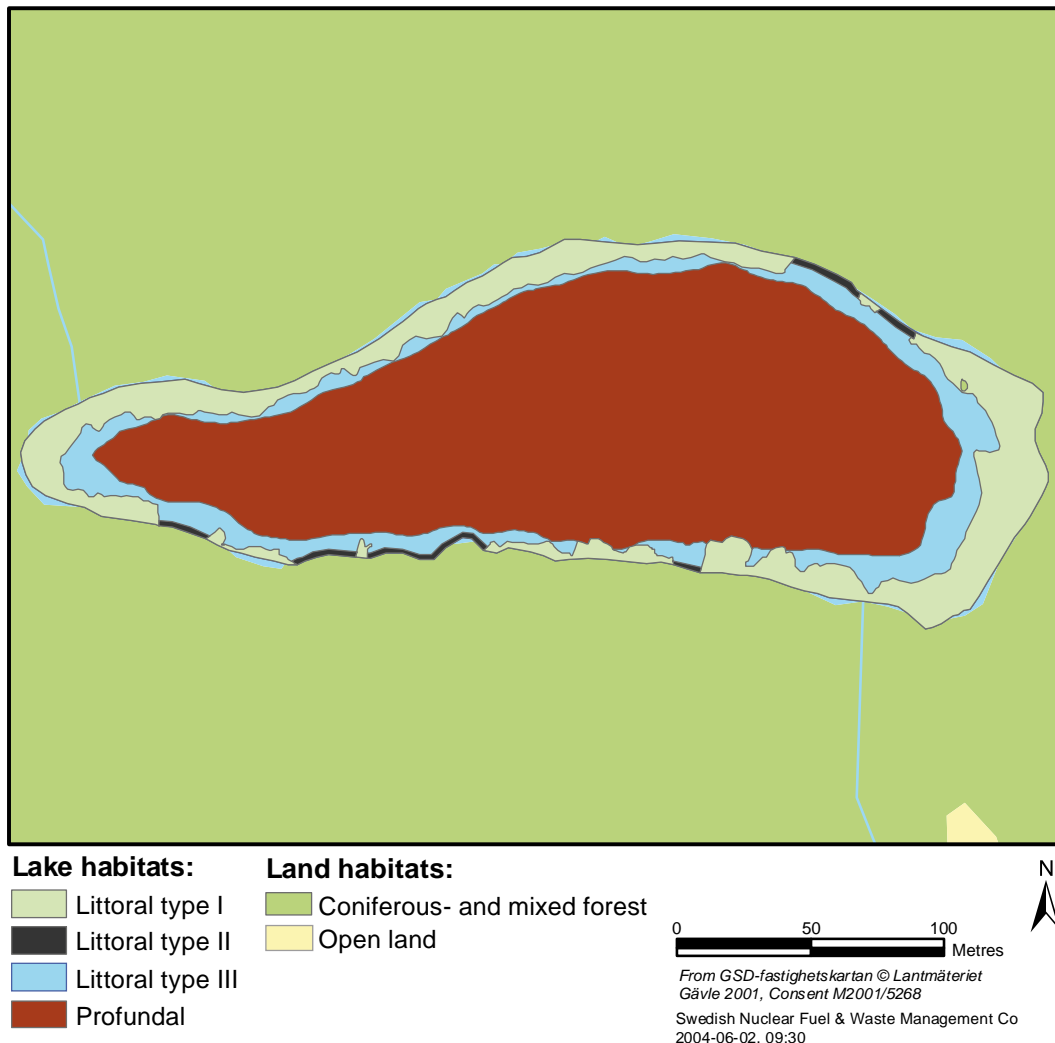 Lake habitats:
Littoral type I
Littoral type II
Littoral type III
Profundal
Land habitats:
Coniferous- and mixed forest
Open land
0 50 100
Metres
From GSD-fastighetskartan © Lantmäteriet
Gävle 2001, Consent M2001/5268
Swedish Nuclear Fuel & Waste Management Co
2004-06-02, 09:30
N